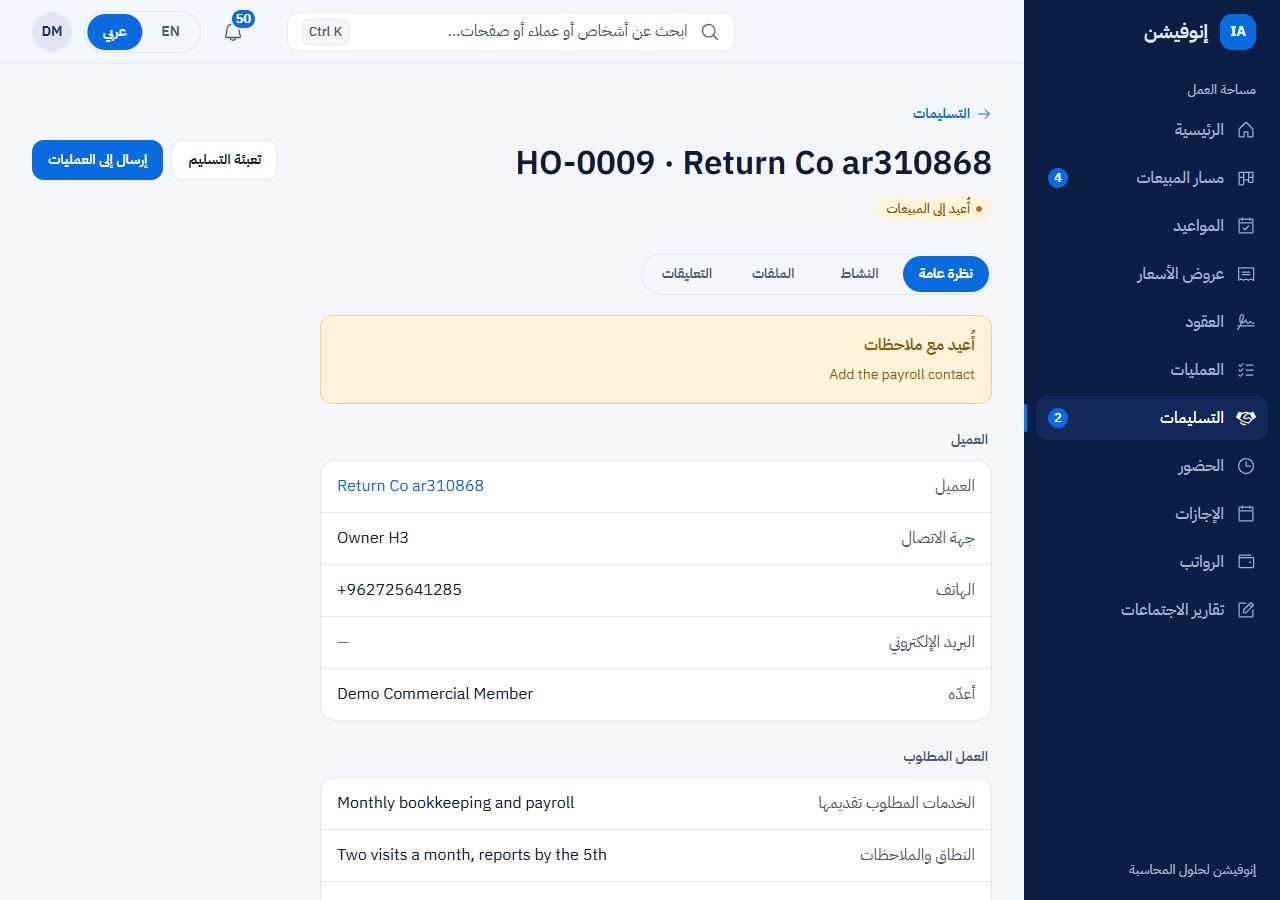 IA إنوفيشن
مساحة العمل
الرئيسية
مسار المبيعات 4
المواعيد
عروض الأسعار
العقود
العمليات
التسليمات 2
الحضور
الإجازات
الرواتب
تقارير الاجتماعات
إنوفيشن لحلول المحاسبة
ابحث عن أشخاص أو عملاء أو صفحات... Ctrl K
50
EN عربي
DM
→ التسليمات
HO-0009 · Return Co ar310868
تعبئة التسليم
إرسال إلى العمليات
أُعيد إلى المبيعات
نظرة عامة النشاط الملفات التعليقات
أُعيد مع ملاحظات
Add the payroll contact
العميل
العميل Return Co ar310868
جهة الاتصال Owner H3
الهاتف +962725641285
البريد الإلكتروني —
أعدّه Demo Commercial Member
العمل المطلوب
الخدمات المطلوب تقديمها Monthly bookkeeping and payroll
النطاق والملاحظات Two visits a month, reports by the 5th